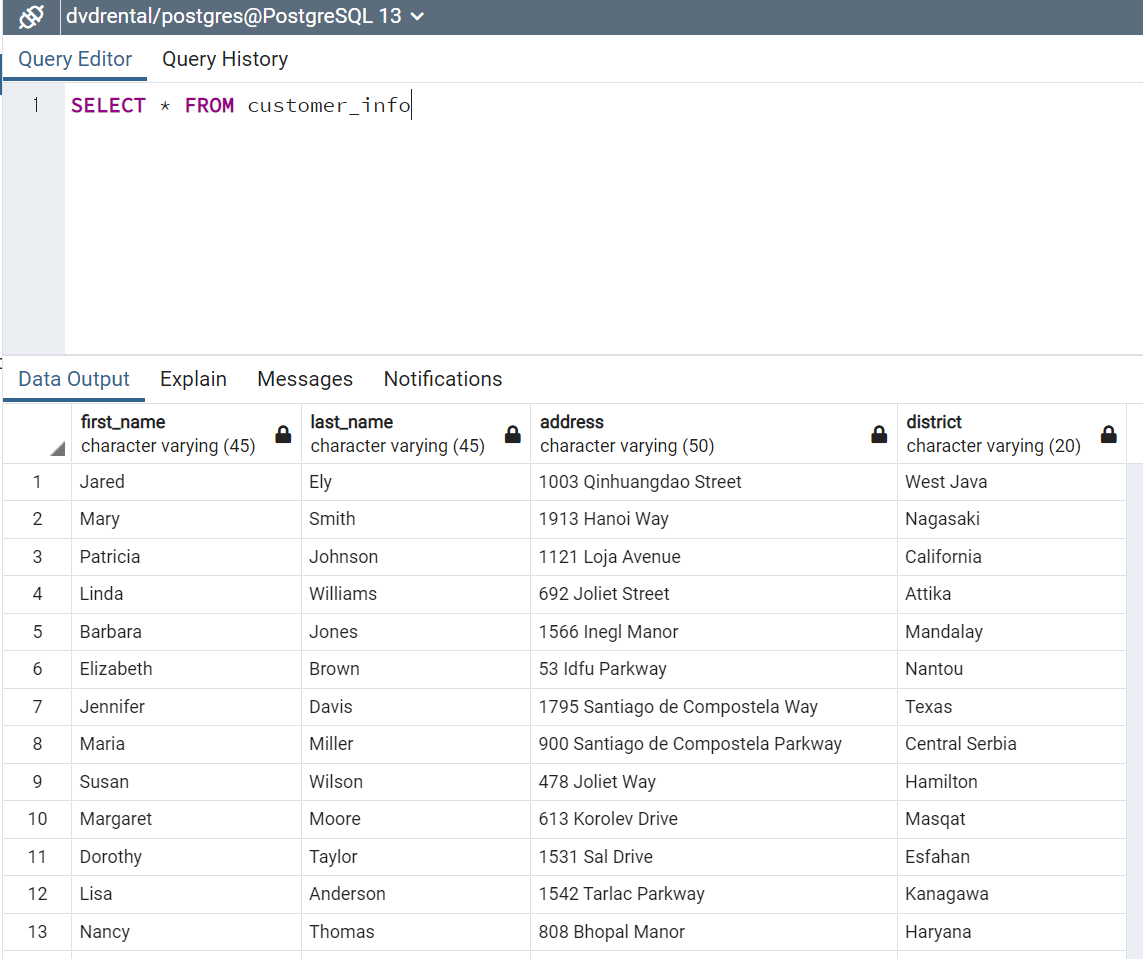 dvdrental/postgres@PostgreSQL 13
Query Editor Query History
1 SELECT * FROM customer_info
Data Output Explain Messages Notifications
first_name last_name address district
character varying (45) character varying (45) character varying (50) character varying (20)
1 Jared Ely 1003 Qinhuangdao Street West Java
2 Mary Smith 1913 Hanoi Way Nagasaki
3 Patricia Johnson 1121 Loja Avenue California
4 Linda Williams 692 Joliet Street Attika
5 Barbara Jones 1566 Inegl Manor Mandalay
6 Elizabeth Brown 53 Idfu Parkway Nantou
7 Jennifer Davis 1795 Santiago de Compostela Way Texas
8 Maria Miller 900 Santiago de Compostela Parkway Central Serbia
9 Susan Wilson 478 Joliet Way Hamilton
10 Margaret Moore 613 Korolev Drive Masqat
11 Dorothy Taylor 1531 Sal Drive Esfahan
12 Lisa Anderson 1542 Tarlac Parkway Kanagawa
13 Nancy Thomas 808 Bhopal Manor Haryana